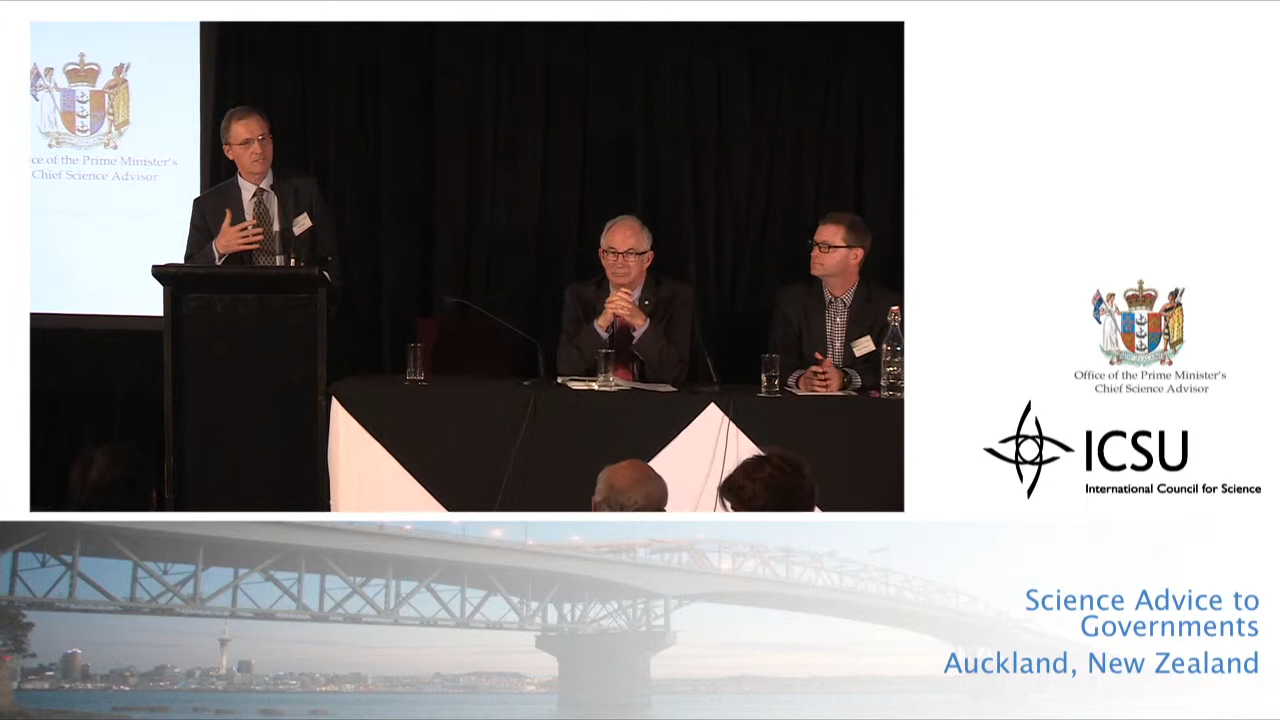 ce of the Prime Minister's
Chief Science Advisor
Office of the Prime Minister's
Chief Science Advisor
ICSU
International Council for Science
Science Advice to
Governments
Auckland, New Zealand